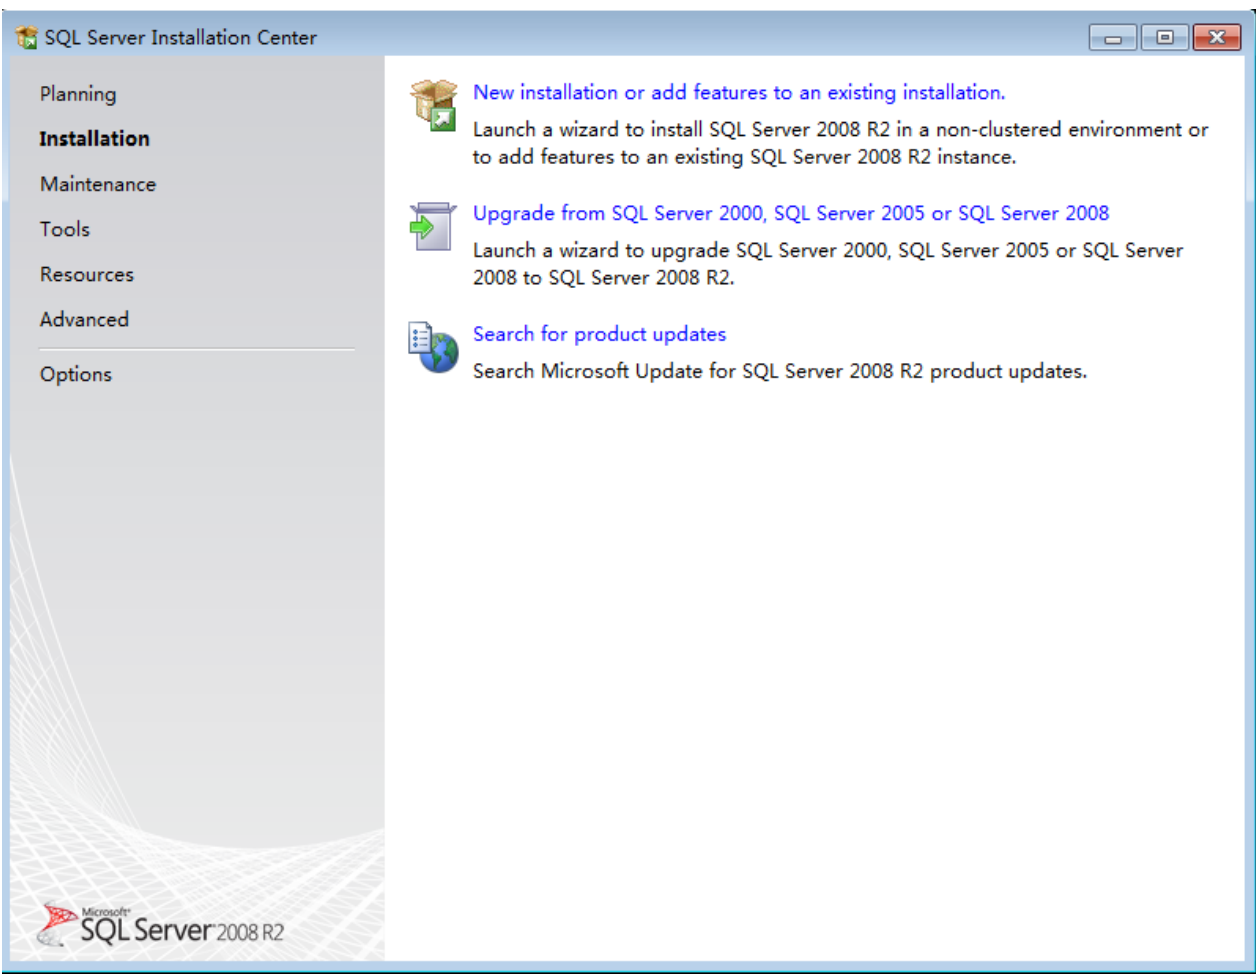 SQL Server Installation Center
Planning
Installation
Maintenance
Tools
Resources
Advanced
Options
New installation or add features to an existing installation.
Launch a wizard to install SQL Server 2008 R2 in a non-clustered environment or
to add features to an existing SQL Server 2008 R2 instance.
Upgrade from SQL Server 2000, SQL Server 2005 or SQL Server 2008
Launch a wizard to upgrade SQL Server 2000, SQL Server 2005 or SQL Server
2008 to SQL Server 2008 R2.
Search for product updates
Search Microsoft Update for SQL Server 2008 R2 product updates.
Microsoft®
SQL Server® 2008 R2